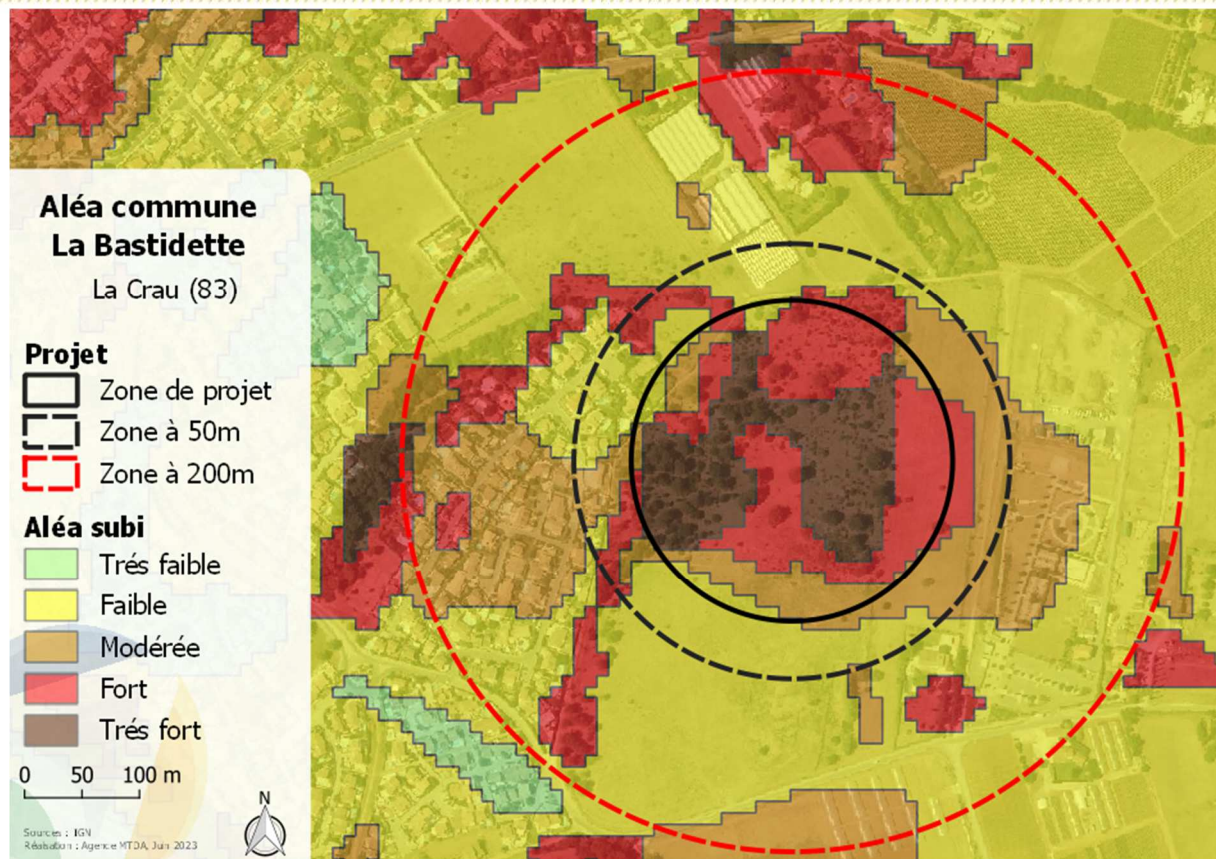 Aléa commune
La Bastidette
La Crau (83)
Projet
Zone de projet
Zone à 50m
Zone à 200m
Aléa subi
Trés faible
Faible
Modérée
Fort
Trés fort
0 50 100 m
N
Sources : IGN
Réalisation : Agence MTDA, Juin 2023